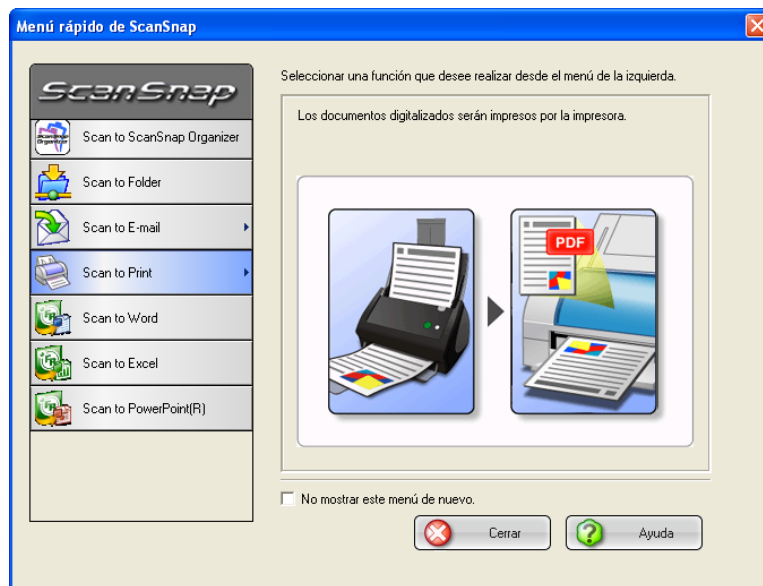 Menú rápido de ScanSnap
ScanSnap
Seleccionar una función que desee realizar desde el menú de la izquierda.
Los documentos digitalizados serán impresos por la impresora.
Scan to ScanSnap Organizer
Scan to Folder
Scan to E-mail
Scan to Print
Scan to Word
Scan to Excel
Scan to PowerPoint(R)
PDF
No mostrar este menú de nuevo.
Cerrar
Ayuda